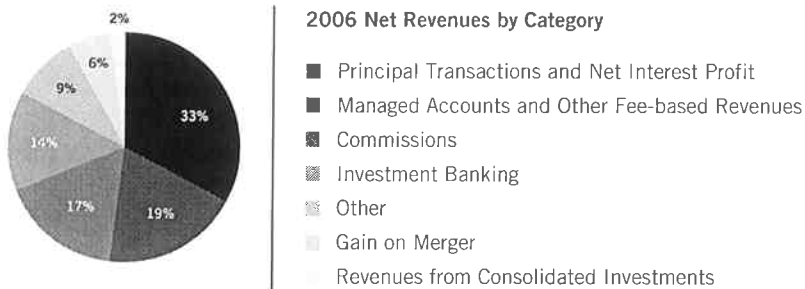 2%
6%
9%
33%
14%
17%
19%
2006 Net Revenues by Category
Principal Transactions and Net Interest Profit
Managed Accounts and Other Fee-based Revenues
Commissions
Investment Banking
Other
Gain on Merger
Revenues from Consolidated Investments